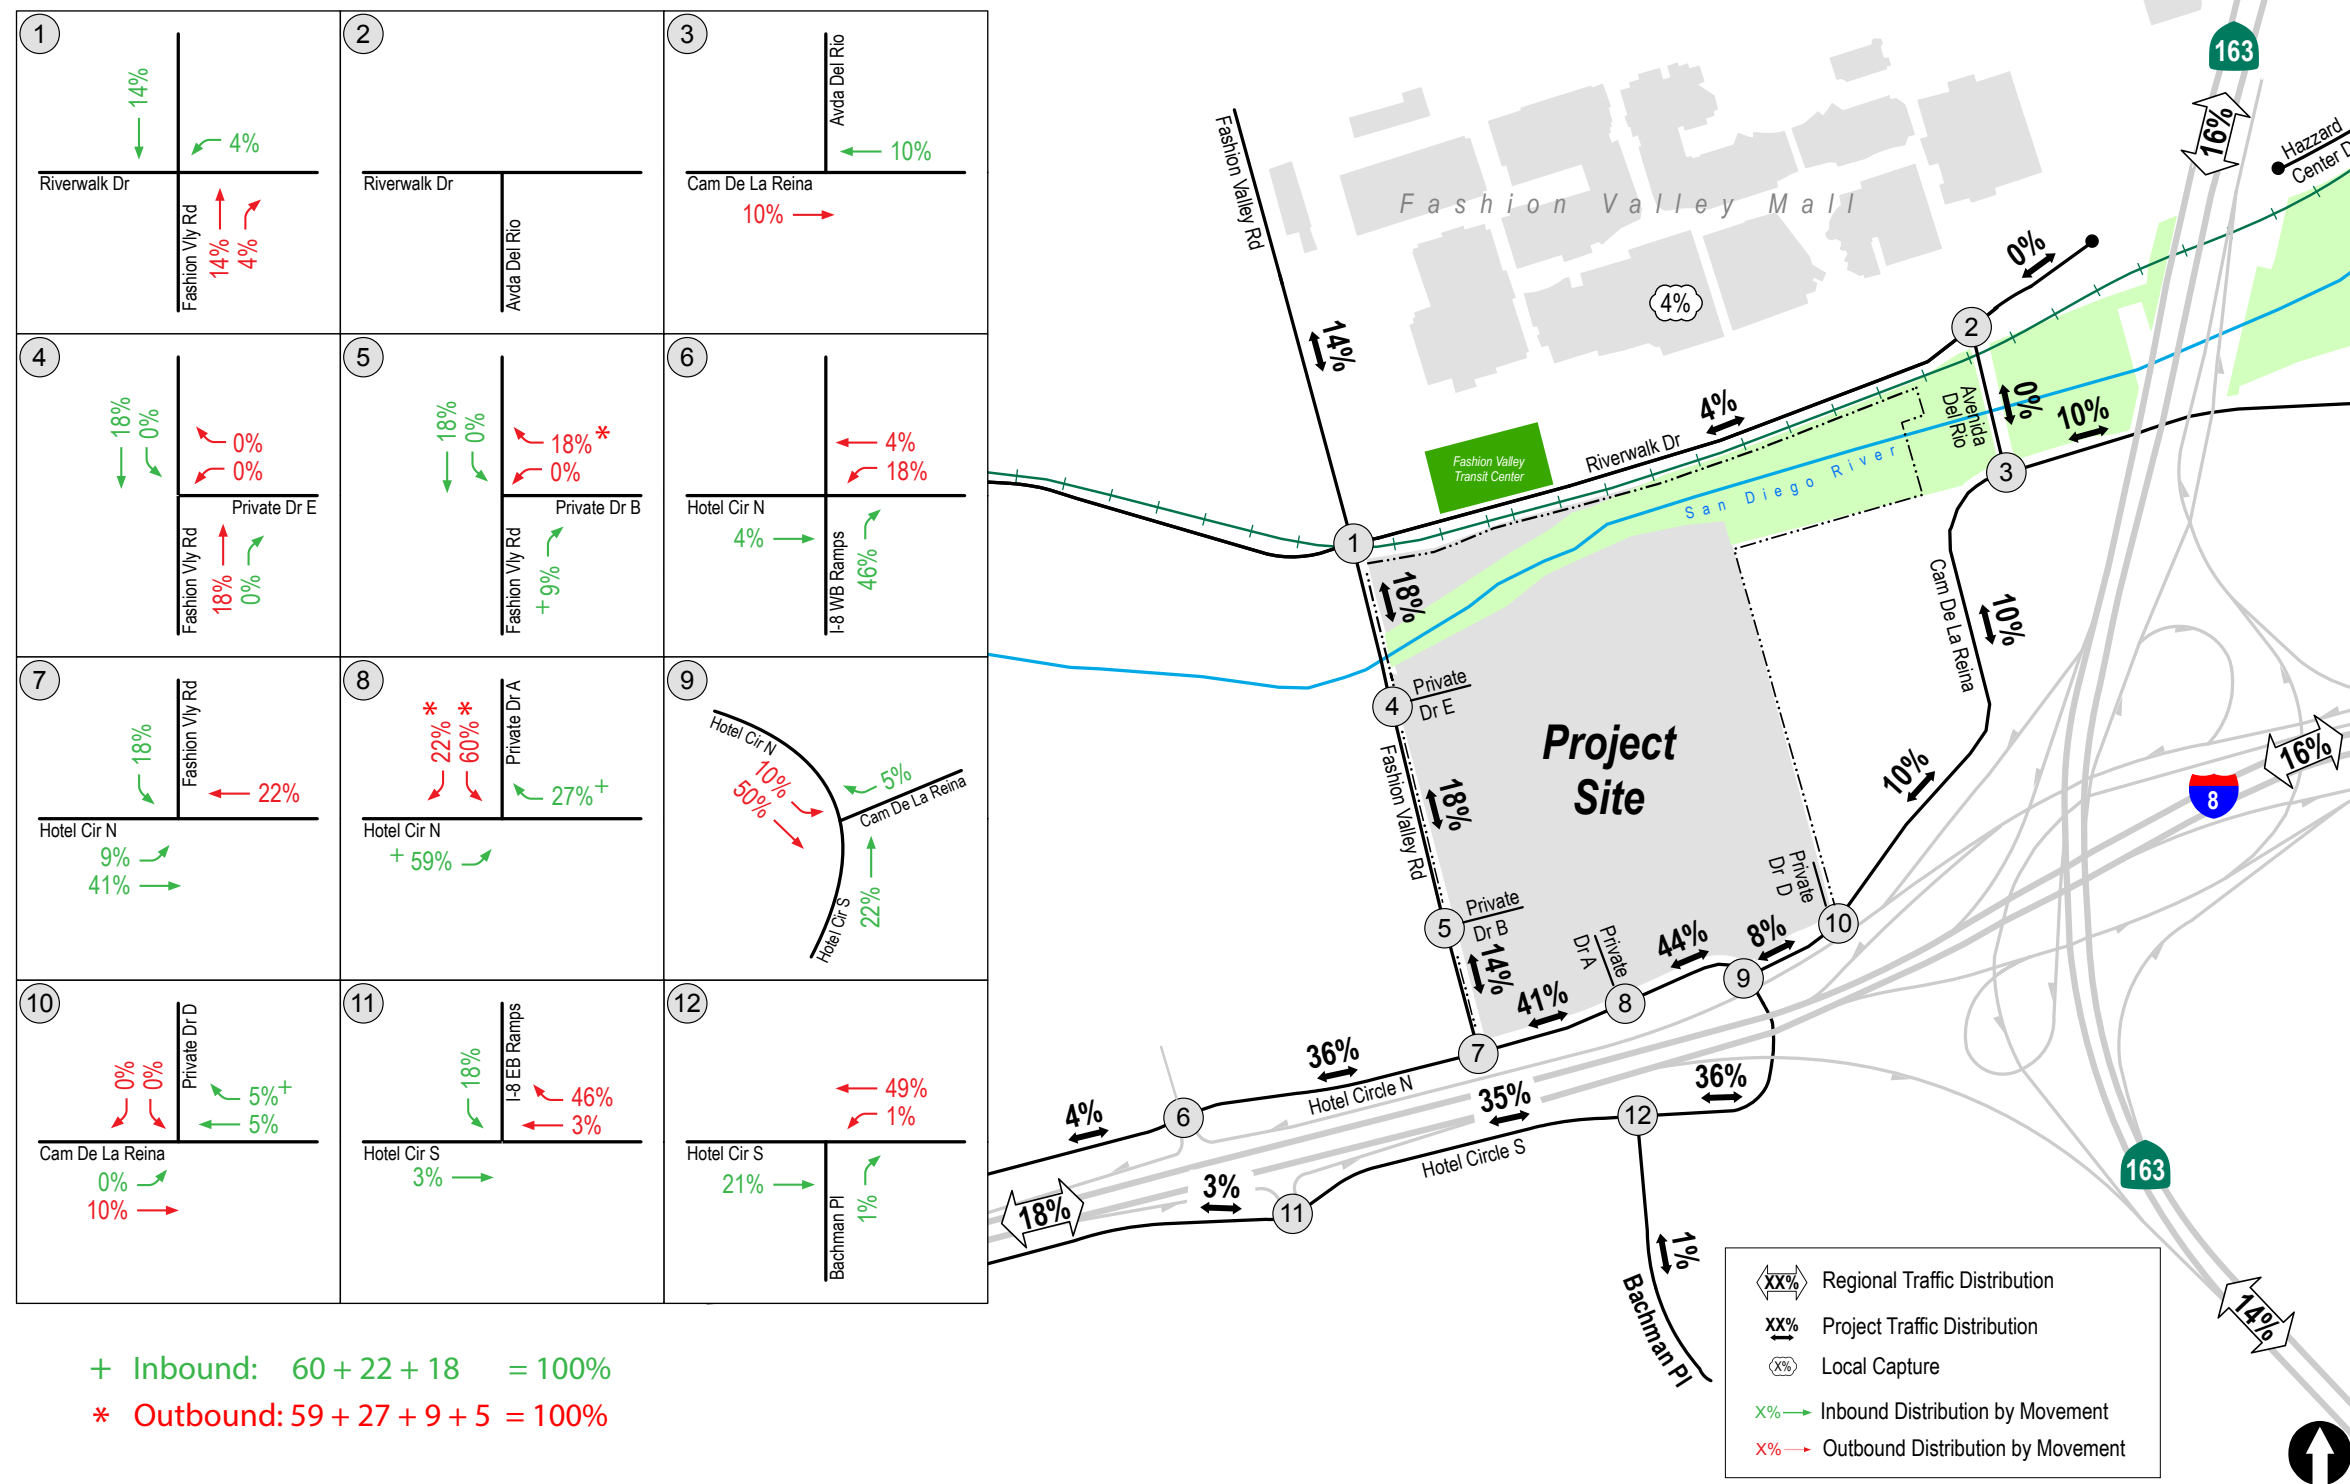 1
14%
4%
Riverwalk Dr
Fashion Vly Rd
14%
4%
2
Riverwalk Dr
Avda Del Rio
3
Avda Del Rio
10%
Cam De La Reina
10%
4
18%
0%
0%
0%
Private Dr E
Fashion Vly Rd
18%
0%
5
18%
0%
18% *
0%
Private Dr B
Fashion Vly Rd
+ 9%
6
4%
18%
Hotel Cir N
4%
I-8 WB Ramps
46%
7
18%
Fashion Vly Rd
22%
Hotel Cir N
9%
41%
8
22% *
60% *
Private Dr A
27% +
Hotel Cir N
+ 59%
9
Hotel Cir N
10%
50%
5%
Cam De La Reina
22%
Hotel Cir S
10
0%
0%
Private Dr D
5% +
5%
Cam De La Reina
0%
10%
11
18%
I-8 EB Ramps
46%
3%
Hotel Cir S
3%
12
49%
1%
Hotel Cir S
21%
Bachman Pl
1%
+ Inbound: 60 + 22 + 18 = 100%
* Outbound: 59 + 27 + 9 + 5 = 100%
163
16%
Hazzard
Center D
Fashion Valley Rd
Fashion Valley Mall
4%
0%
2
14%
4%
Avenida
Del Rio
0%
10%
Fashion Valley
Transit Center
Riverwalk Dr
San Diego River
3
1
18%
Cam De La Reina
10%
4
Private
Dr E
Project
Site
Fashion Valley Rd
18%
10%
16%
8
Private
Dr D
5
Private
Dr B
14%
Private
Dr A
44%
8%
10
9
41%
8
36%
7
Hotel Circle N
35%
36%
4%
6
12
Hotel Circle S
3%
18%
11
163
1%
Bachman Pl
14%
XX% Regional Traffic Distribution
XX% Project Traffic Distribution
X% Local Capture
X% Inbound Distribution by Movement
X% Outbound Distribution by Movement